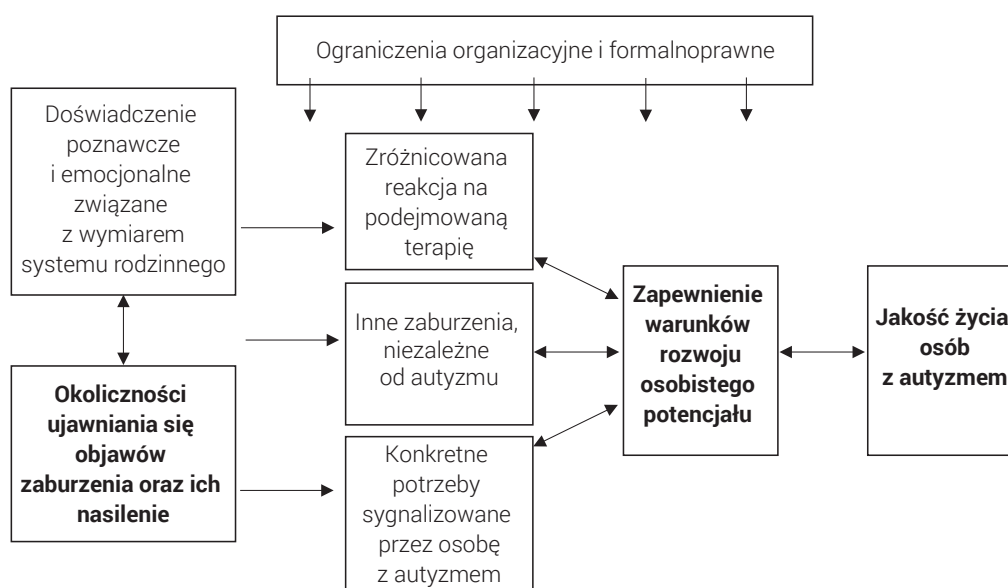 Ograniczenia organizacyjne i formalnoprawne
Doświadczenie
poznawcze
i emocjonalne
związane
z wymiarem
systemu rodzinnego
Okoliczności
ujawniania się
objawów
zaburzenia oraz ich
nasilenie
Zróżnicowana
reakcja na
podejmowaną
terapię
Inne zaburzenia,
niezależne
od autyzmu
Konkretne
potrzeby
sygnalizowane
przez osobę
z autyzmem
Zapewnienie
warunków
rozwoju
osobistego
potencjału
Jakość życia
osób
z autyzmem